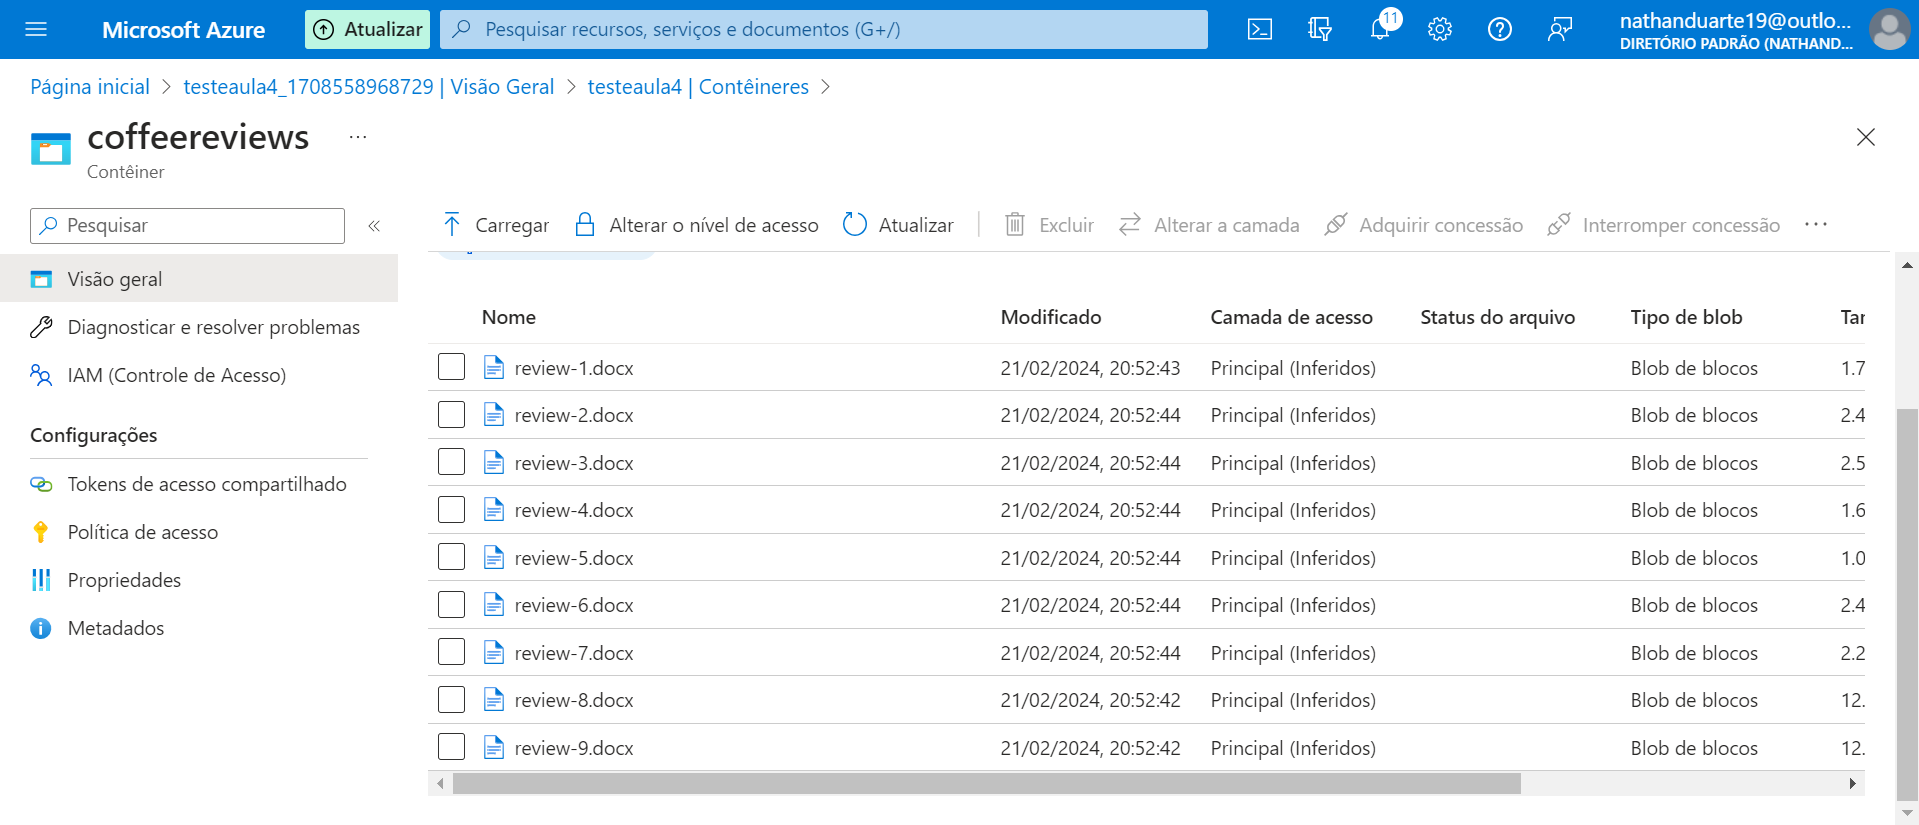 Microsoft Azure
Atualizar
Pesquisar recursos, serviços e documentos (G+/)
11
nathanduarte19@outlo...
DIRETÓRIO PADRÃO (NATHAND...
Página inicial > testeaula4_1708558968729 | Visão Geral > testeaula4 | Contêineres >
coffeereviews ...
Contêiner
Pesquisar
«
Visão geral
Diagnosticar e resolver problemas
IAM (Controle de Acesso)
Configurações
Tokens de acesso compartilhado
Política de acesso
Propriedades
Metadados
Carregar Alterar o nível de acesso Atualizar Excluir Alterar a camada Adquirir concessão Interromper concessão ...
Nome Modificado Camada de acesso Status do arquivo Tipo de blob Tar
review-1.docx 21/02/2024, 20:52:43 Principal (Inferidos) Blob de blocos 1.7
review-2.docx 21/02/2024, 20:52:44 Principal (Inferidos) Blob de blocos 2.4
review-3.docx 21/02/2024, 20:52:44 Principal (Inferidos) Blob de blocos 2.5
review-4.docx 21/02/2024, 20:52:44 Principal (Inferidos) Blob de blocos 1.6
review-5.docx 21/02/2024, 20:52:44 Principal (Inferidos) Blob de blocos 1.0
review-6.docx 21/02/2024, 20:52:44 Principal (Inferidos) Blob de blocos 2.4
review-7.docx 21/02/2024, 20:52:44 Principal (Inferidos) Blob de blocos 2.2
review-8.docx 21/02/2024, 20:52:42 Principal (Inferidos) Blob de blocos 12.
review-9.docx 21/02/2024, 20:52:42 Principal (Inferidos) Blob de blocos 12.